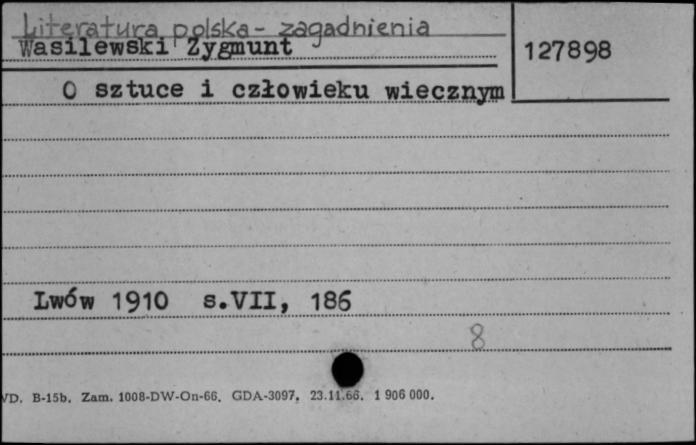 Literatura polska - zagadnienia
Wasilewski Zygmunt
127898
O sztuce i człowieku wiecznym
Lwów 1910 s.VII, 186
8
VD. B-15b. Zam. 1008-DW-On-66. GDA-3097. 23.11.66. 1 906 000.